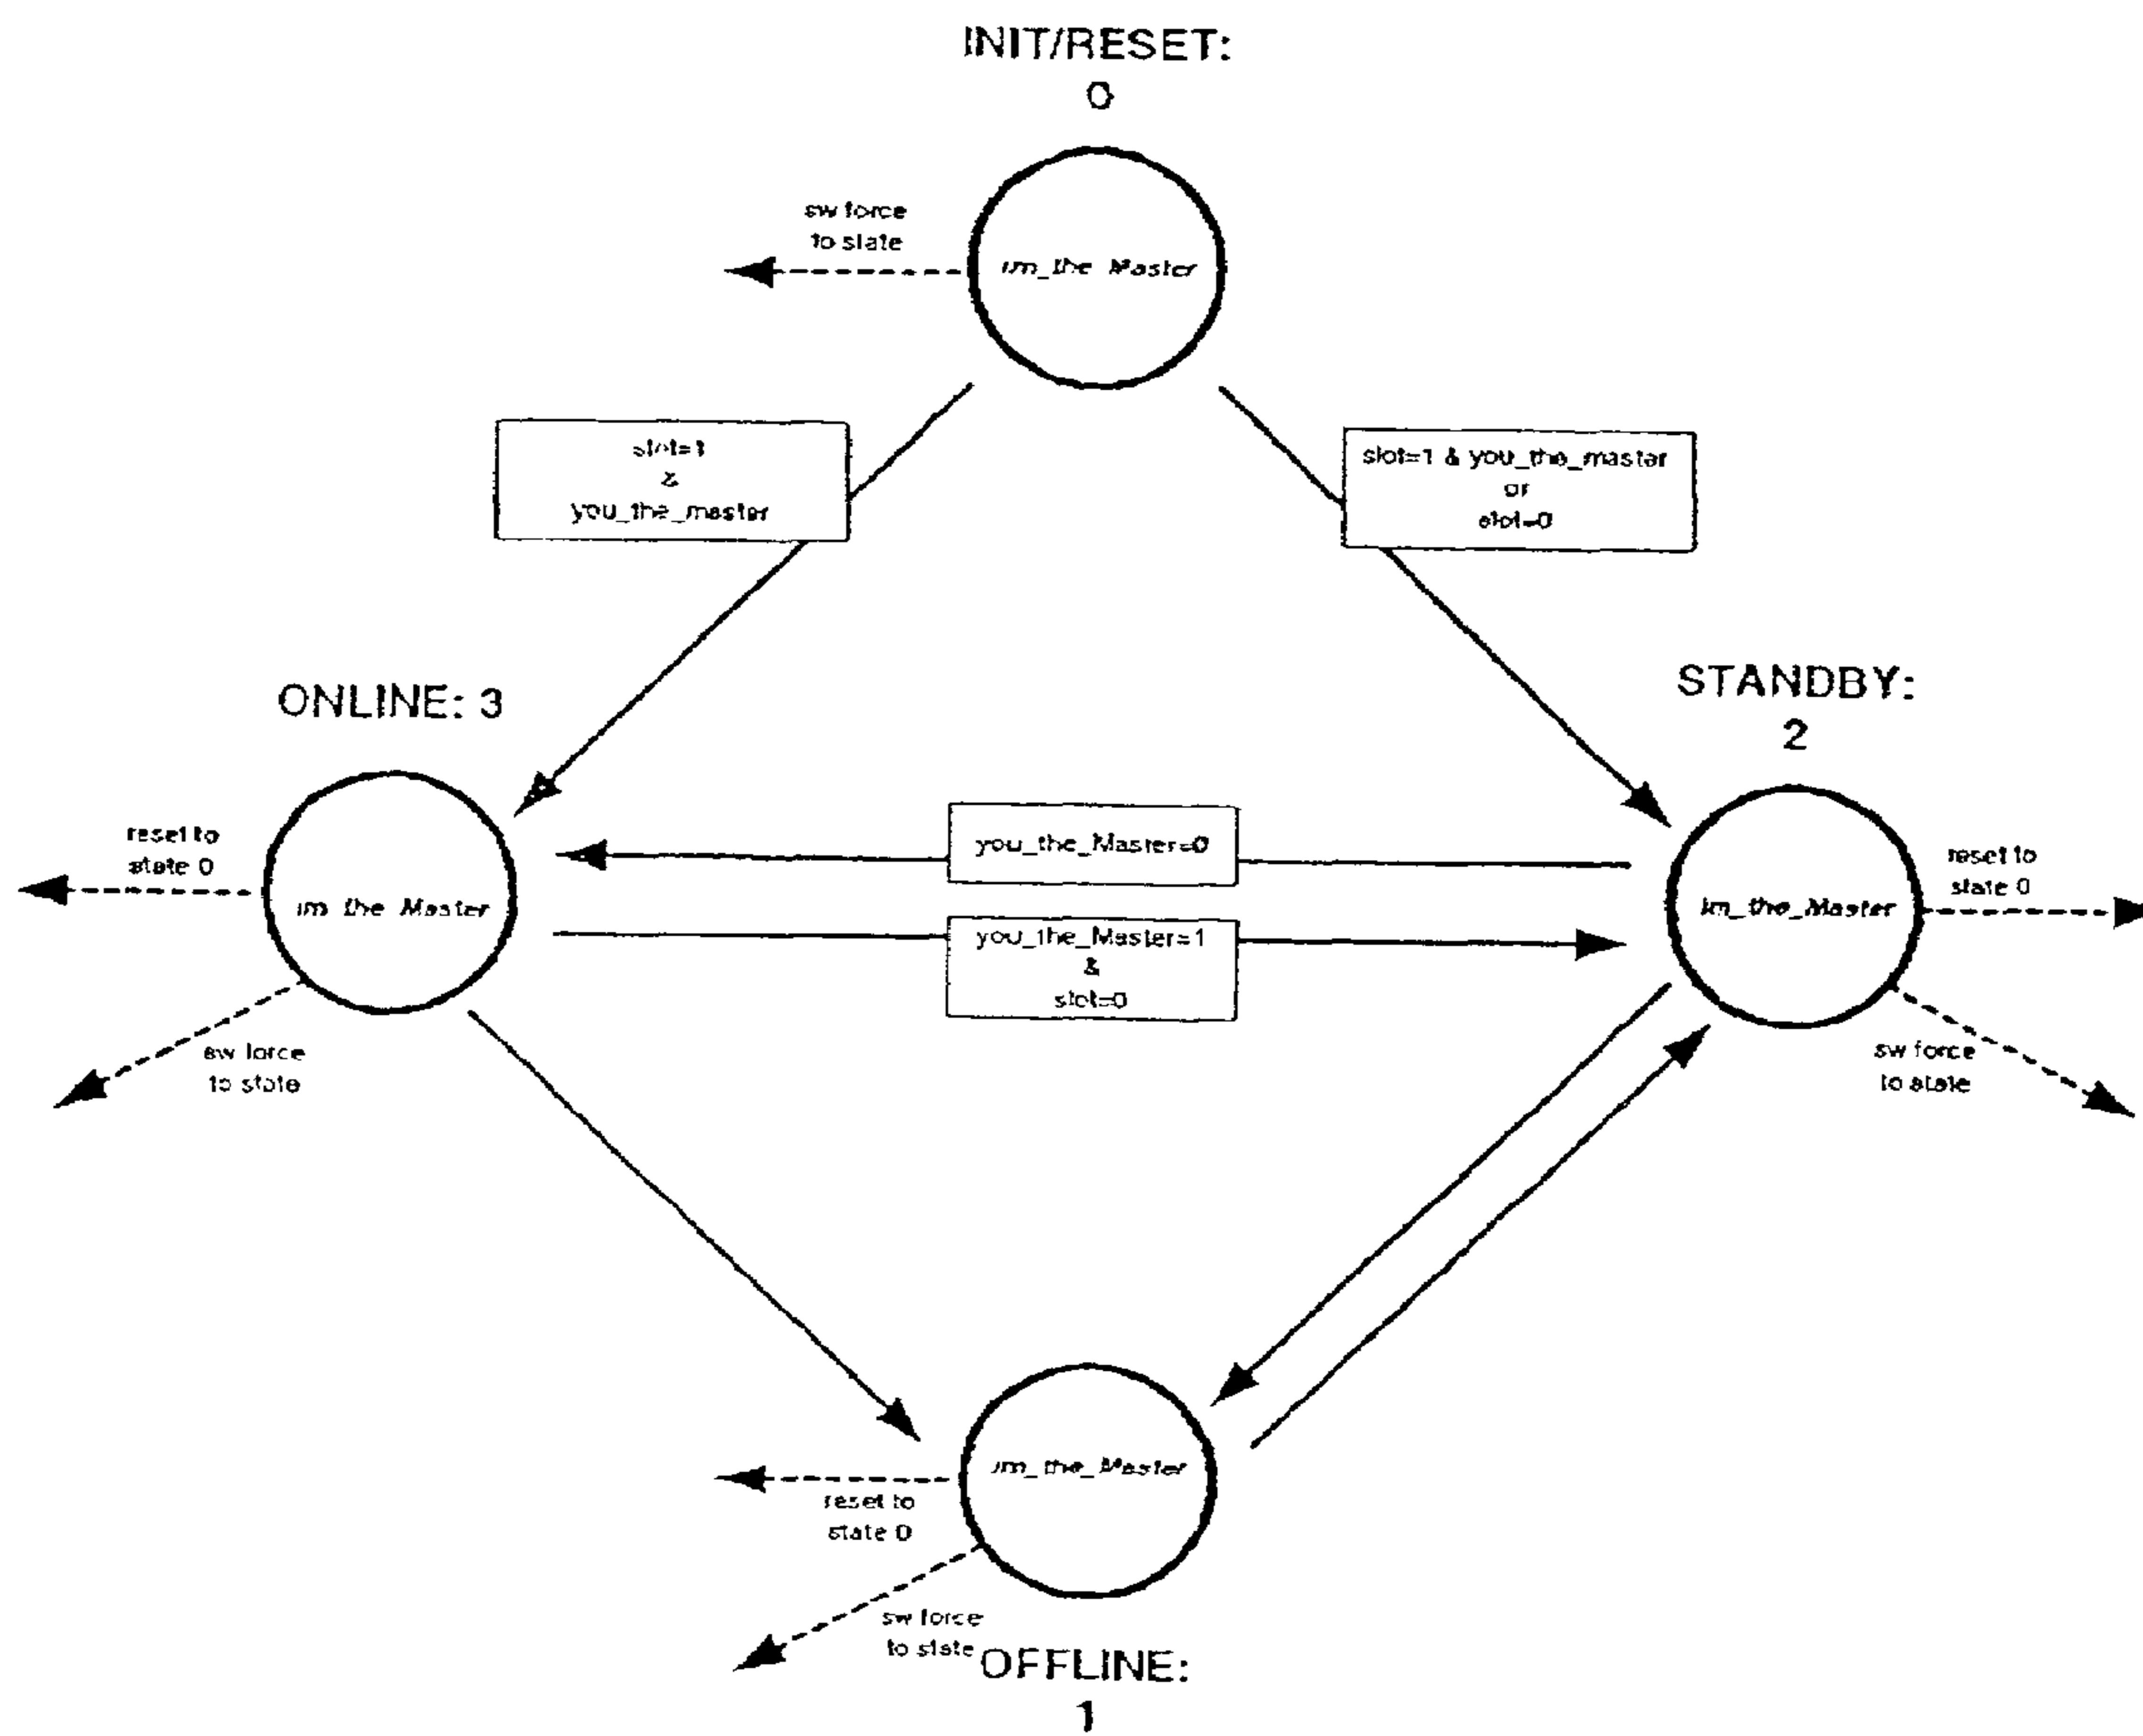 INIT/RESET:
0
sw force
to state
im_the_Master
slot=1
&
you_the_master
slot=1 & you_the_master
or
slot=0
ONLINE: 3
STANDBY:
2
reset to
state 0
im_the_Master
sw force
to state
you_the_Master=0
you_the_Master=1
&
slot=0
im_the_Master
reset to
state 0
sw force
to state
im_the_Master
reset to
state 0
sw force
to state
OFFLINE:
1